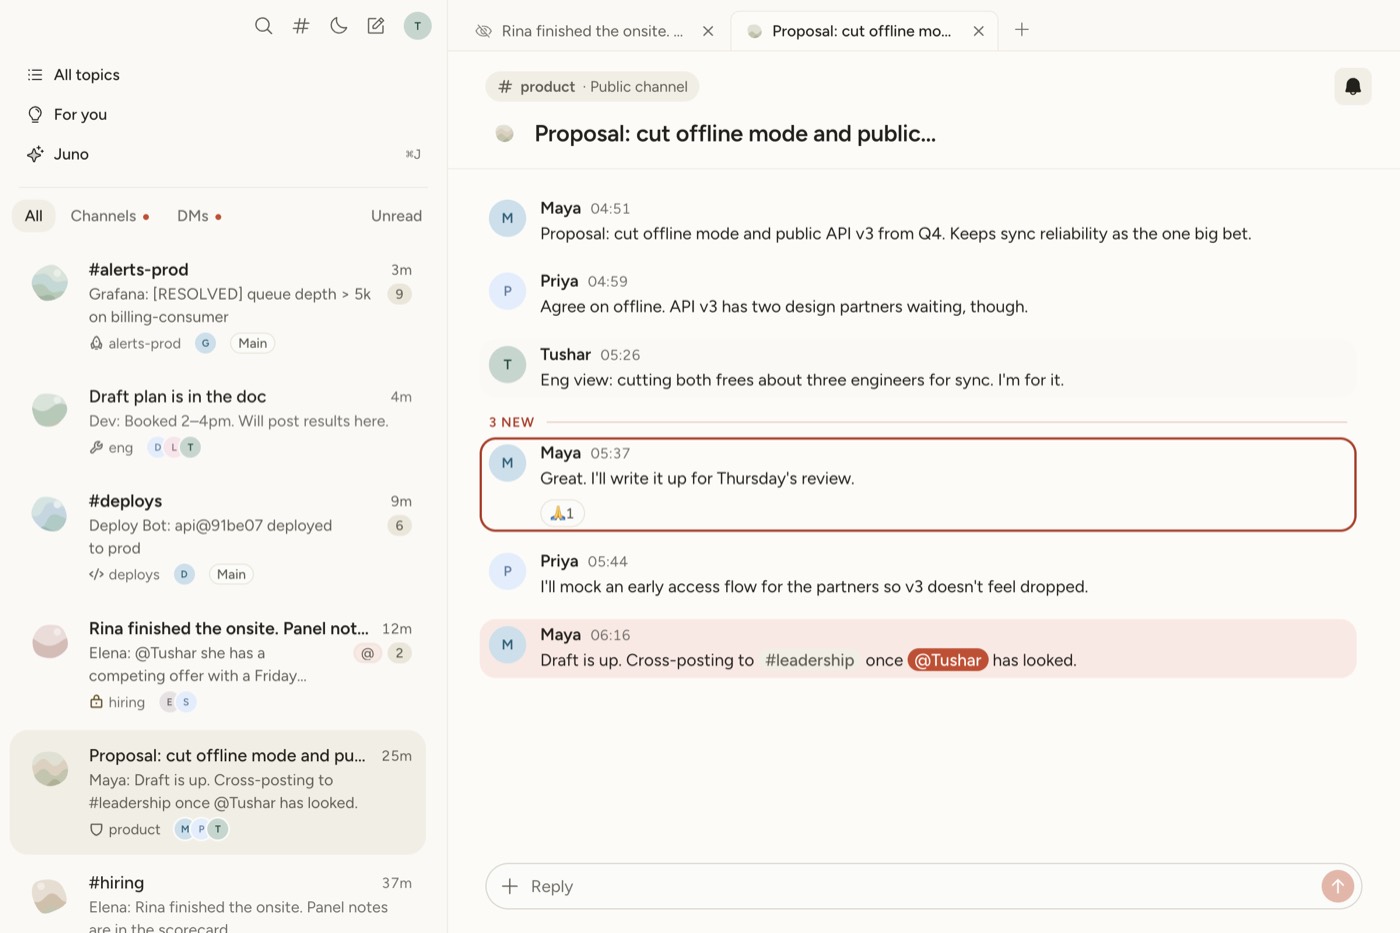 T
All topics
For you
Juno
⌘J
All
Channels
DMs
Unread
#alerts-prod
3m
Grafana: [RESOLVED] queue depth > 5k
9
on billing-consumer
alerts-prod
G
Main
Draft plan is in the doc
4m
Dev: Booked 2–4pm. Will post results here.
eng
D
L
T
#deploys
9m
Deploy Bot: api@91be07 deployed
6
to prod
deploys
D
Main
Rina finished the onsite. Panel not...
12m
Elena: @Tushar she has a
@
2
competing offer with a Friday...
hiring
E
S
Proposal: cut offline mode and pu...
25m
Maya: Draft is up. Cross-posting to
#leadership once @Tushar has looked.
product
M
P
T
#hiring
37m
Elena: Rina finished the onsite. Panel notes
are in the scorecard.
Rina finished the onsite. ...
Proposal: cut offline mo...
# product · Public channel
Proposal: cut offline mode and public...
M
Maya 04:51
Proposal: cut offline mode and public API v3 from Q4. Keeps sync reliability as the one big bet.
P
Priya 04:59
Agree on offline. API v3 has two design partners waiting, though.
T
Tushar 05:26
Eng view: cutting both frees about three engineers for sync. I'm for it.
3 NEW
M
Maya 05:37
Great. I'll write it up for Thursday's review.
🙏1
P
Priya 05:44
I'll mock an early access flow for the partners so v3 doesn't feel dropped.
M
Maya 06:16
Draft is up. Cross-posting to #leadership once @Tushar has looked.
Reply